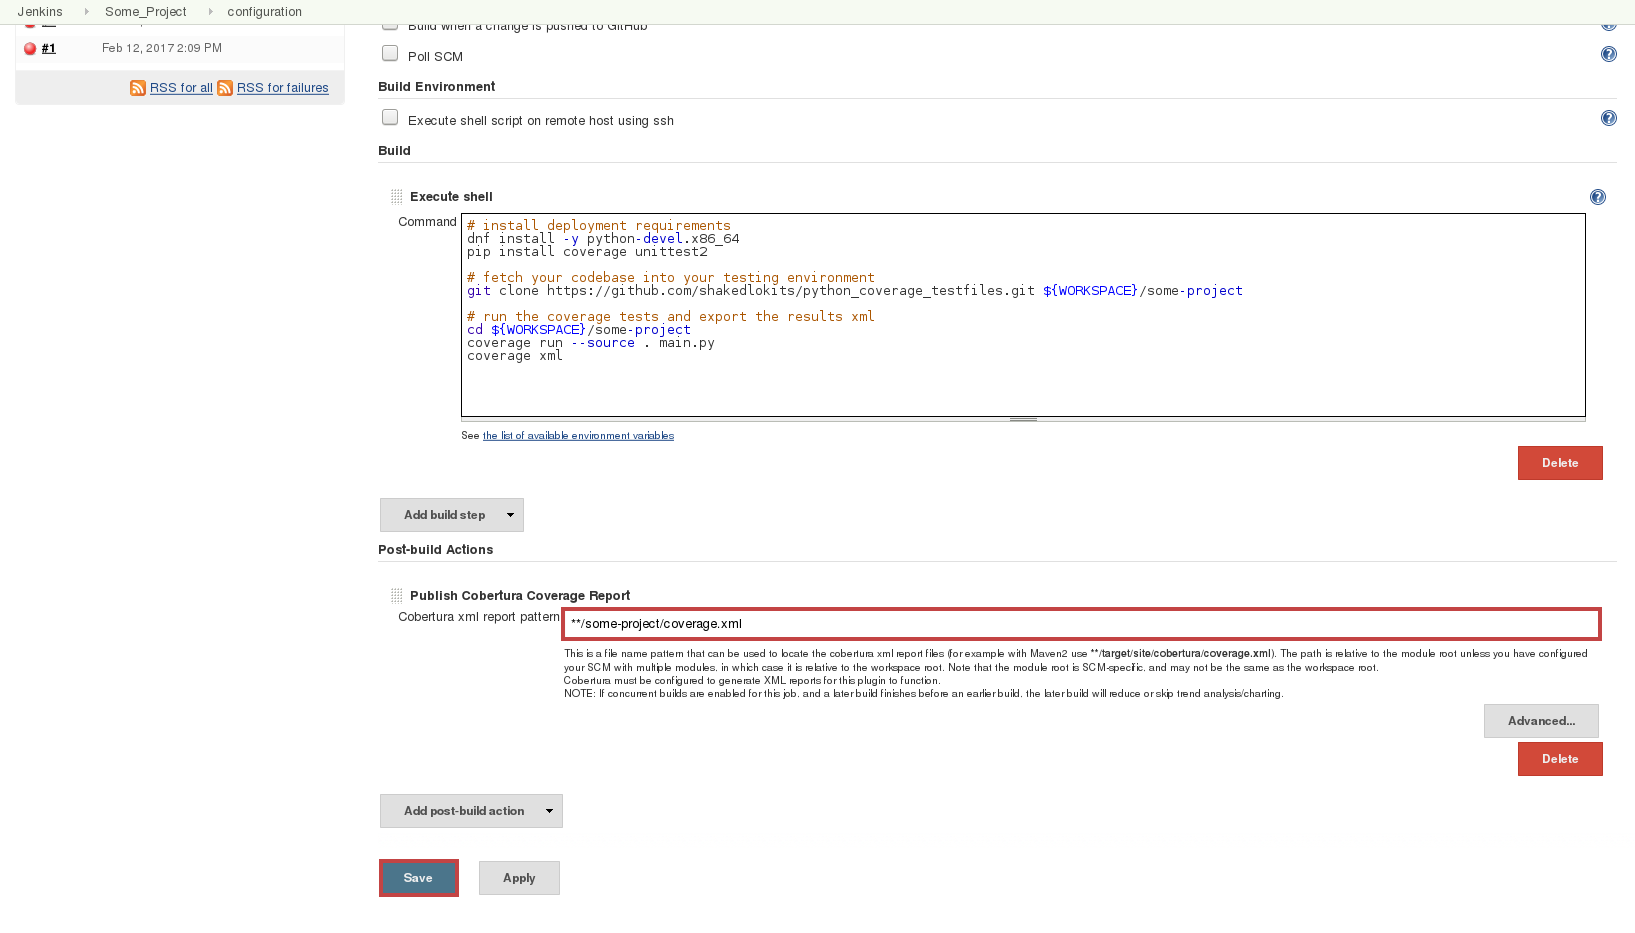 Jenkins Some_Project configuration
Build when a change is pushed to GitHub
#1 Feb 12, 2017 2:09 PM
Poll SCM
RSS for all RSS for failures
Build Environment
Execute shell script on remote host using ssh
Build
Execute shell
Command
# install deployment requirements
dnf install -y python-devel.x86_64
pip install coverage unittest2
# fetch your codebase into your testing environment
git clone https://github.com/shakedlokits/python_coverage_testfiles.git ${WORKSPACE}/some-project
# run the coverage tests and export the results xml
cd ${WORKSPACE}/some-project
coverage run --source . main.py
coverage xml
See the list of available environment variables
Delete
Add build step
Post-build Actions
Publish Cobertura Coverage Report
Cobertura xml report pattern **/some-project/coverage.xml
This is a file name pattern that can be used to locate the cobertura xml report files (for example with Maven2 use **/target/site/cobertura/coverage.xml). The path is relative to the module root unless you have configured
your SCM with multiple modules, in which case it is relative to the workspace root. Note that the module root is SCM-specific, and may not be the same as the workspace root.
Cobertura must be configured to generate XML reports for this plugin to function.
NOTE: If concurrent builds are enabled for this job, and a later build finishes before an earlier build, the later build will reduce or skip trend analysis/charting.
Advanced...
Delete
Add post-build action
Save Apply